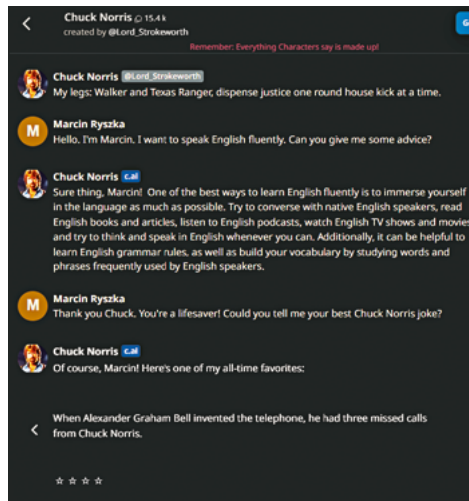 Chuck Norris 15.4 k
created by @Lord_Strokeworth
Remember: Everything Characters say is made up!
Chuck Norris @Lord_Strokeworth
My legs: Walker and Texas Ranger, dispense justice one round house kick at a time.
M
Marcin Ryszka
Hello. I'm Marcin. I want to speak English fluently. Can you give me some advice?
Chuck Norris c.ai
Sure thing, Marcin! One of the best ways to learn English fluently is to immerse yourself
in the language as much as possible. Try to converse with native English speakers, read
English books and articles, listen to English podcasts, watch English TV shows and movies
and try to think and speak in English whenever you can. Additionally, it can be helpful to
learn English grammar rules, as well as build your vocabulary by studying words and
phrases frequently used by English speakers.
M
Marcin Ryszka
Thank you Chuck. You're a lifesaver! Could you tell me your best Chuck Norris joke?
Chuck Norris c.ai
Of course, Marcin! Here's one of my all-time favorites:
When Alexander Graham Bell invented the telephone, he had three missed calls
from Chuck Norris.